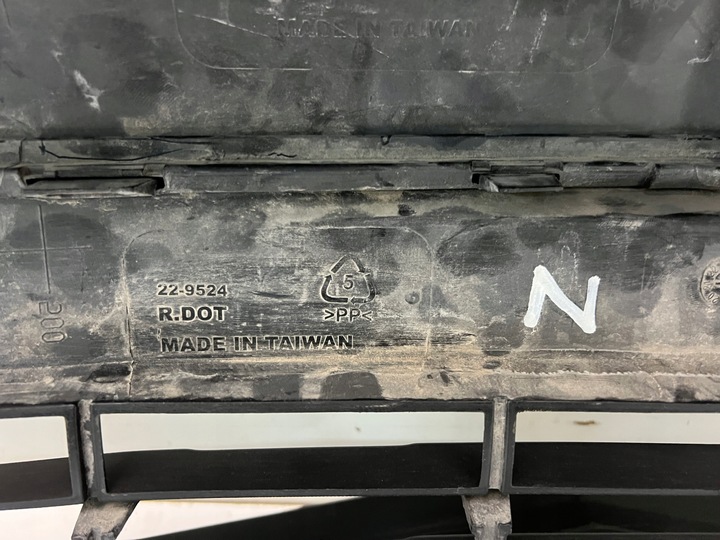 MADE IN TAIWAN
22-9524
R.DOT
MADE IN TAIWAN
5
>PP<
N